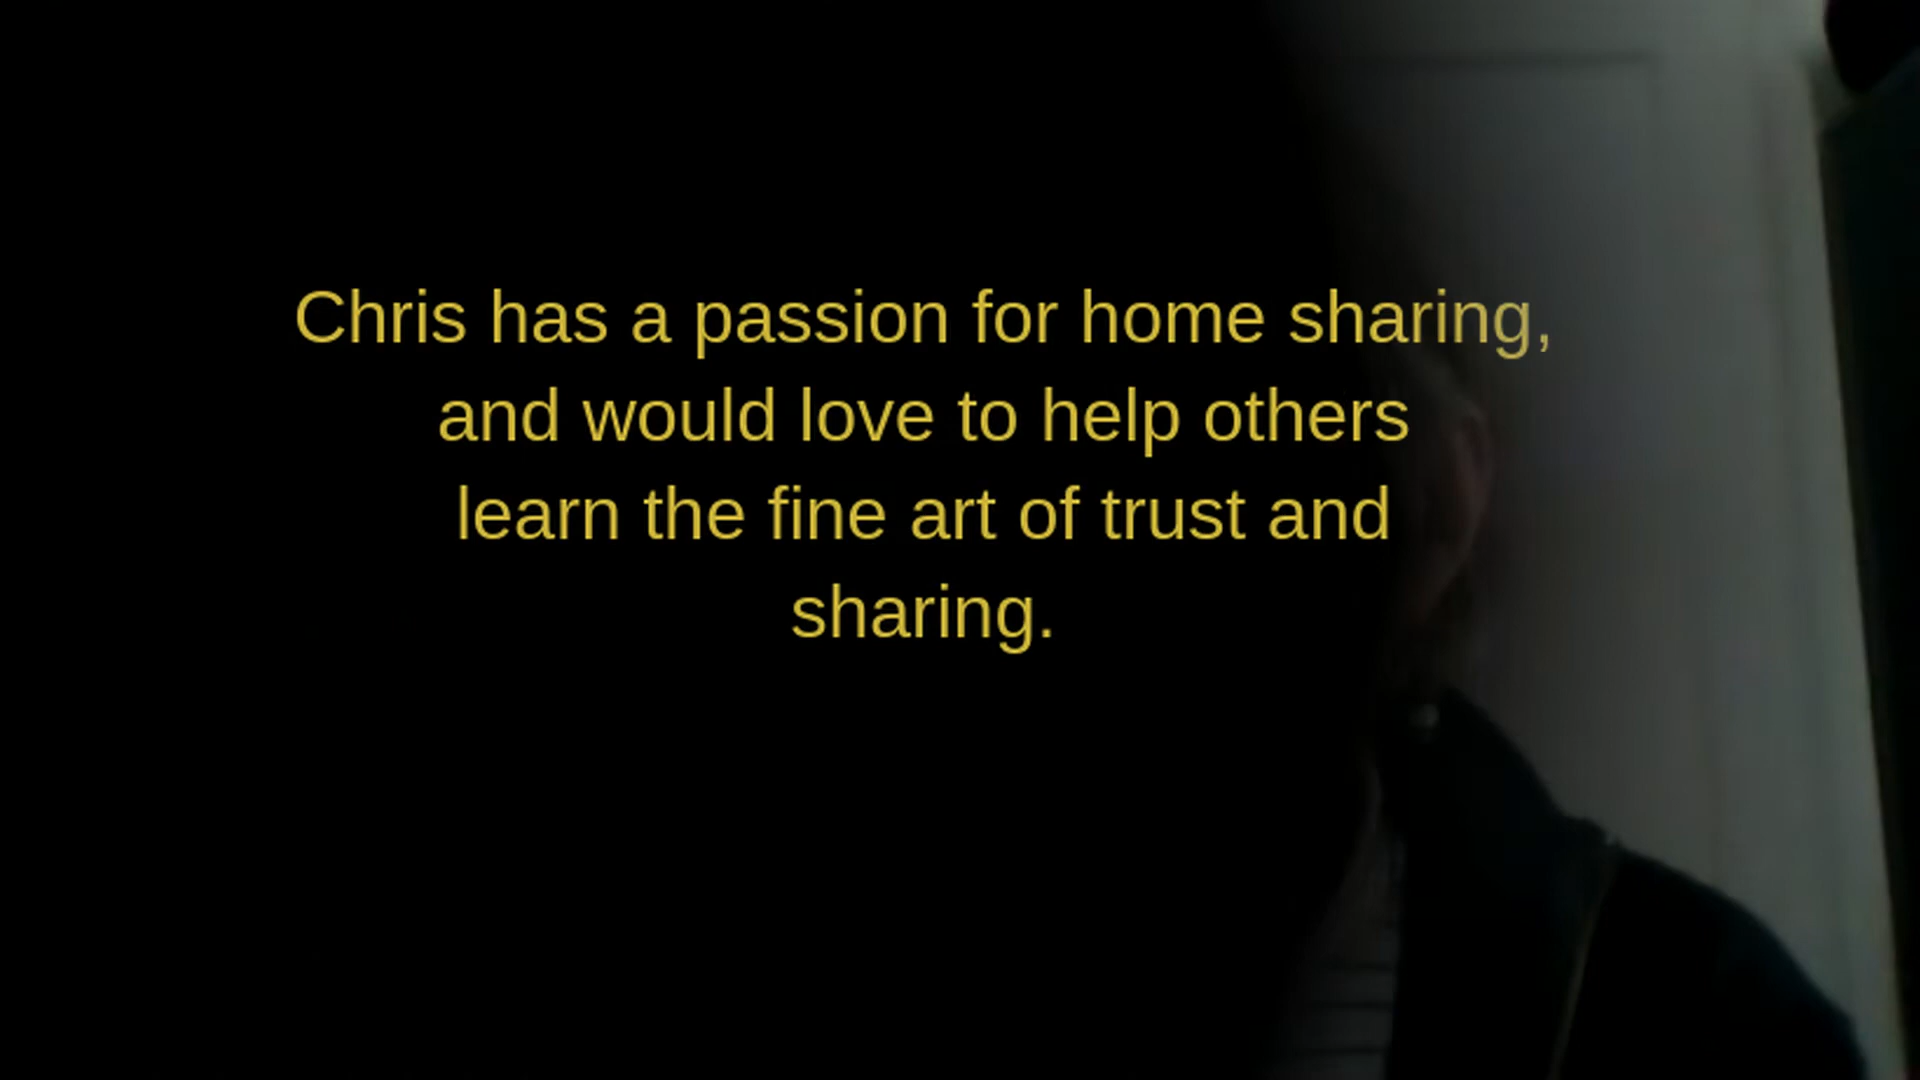 Chris has a passion for home sharing,
and would love to help others
learn the fine art of trust and
sharing.